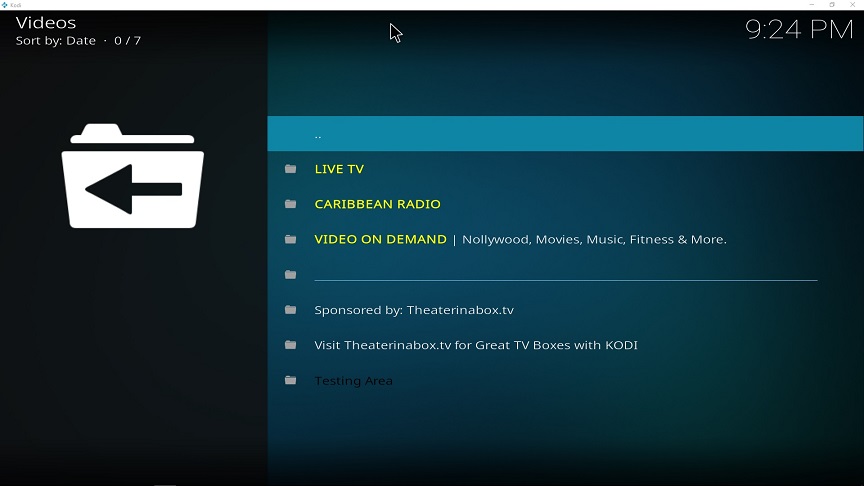 Kodi
Videos
Sort by: Date · 0 / 7
9:24 PM
..
LIVE TV
CARIBBEAN RADIO
VIDEO ON DEMAND | Nollywood, Movies, Music, Fitness & More.
Sponsored by: Theaterinabox.tv
Visit Theaterinabox.tv for Great TV Boxes with KODI
Testing Area